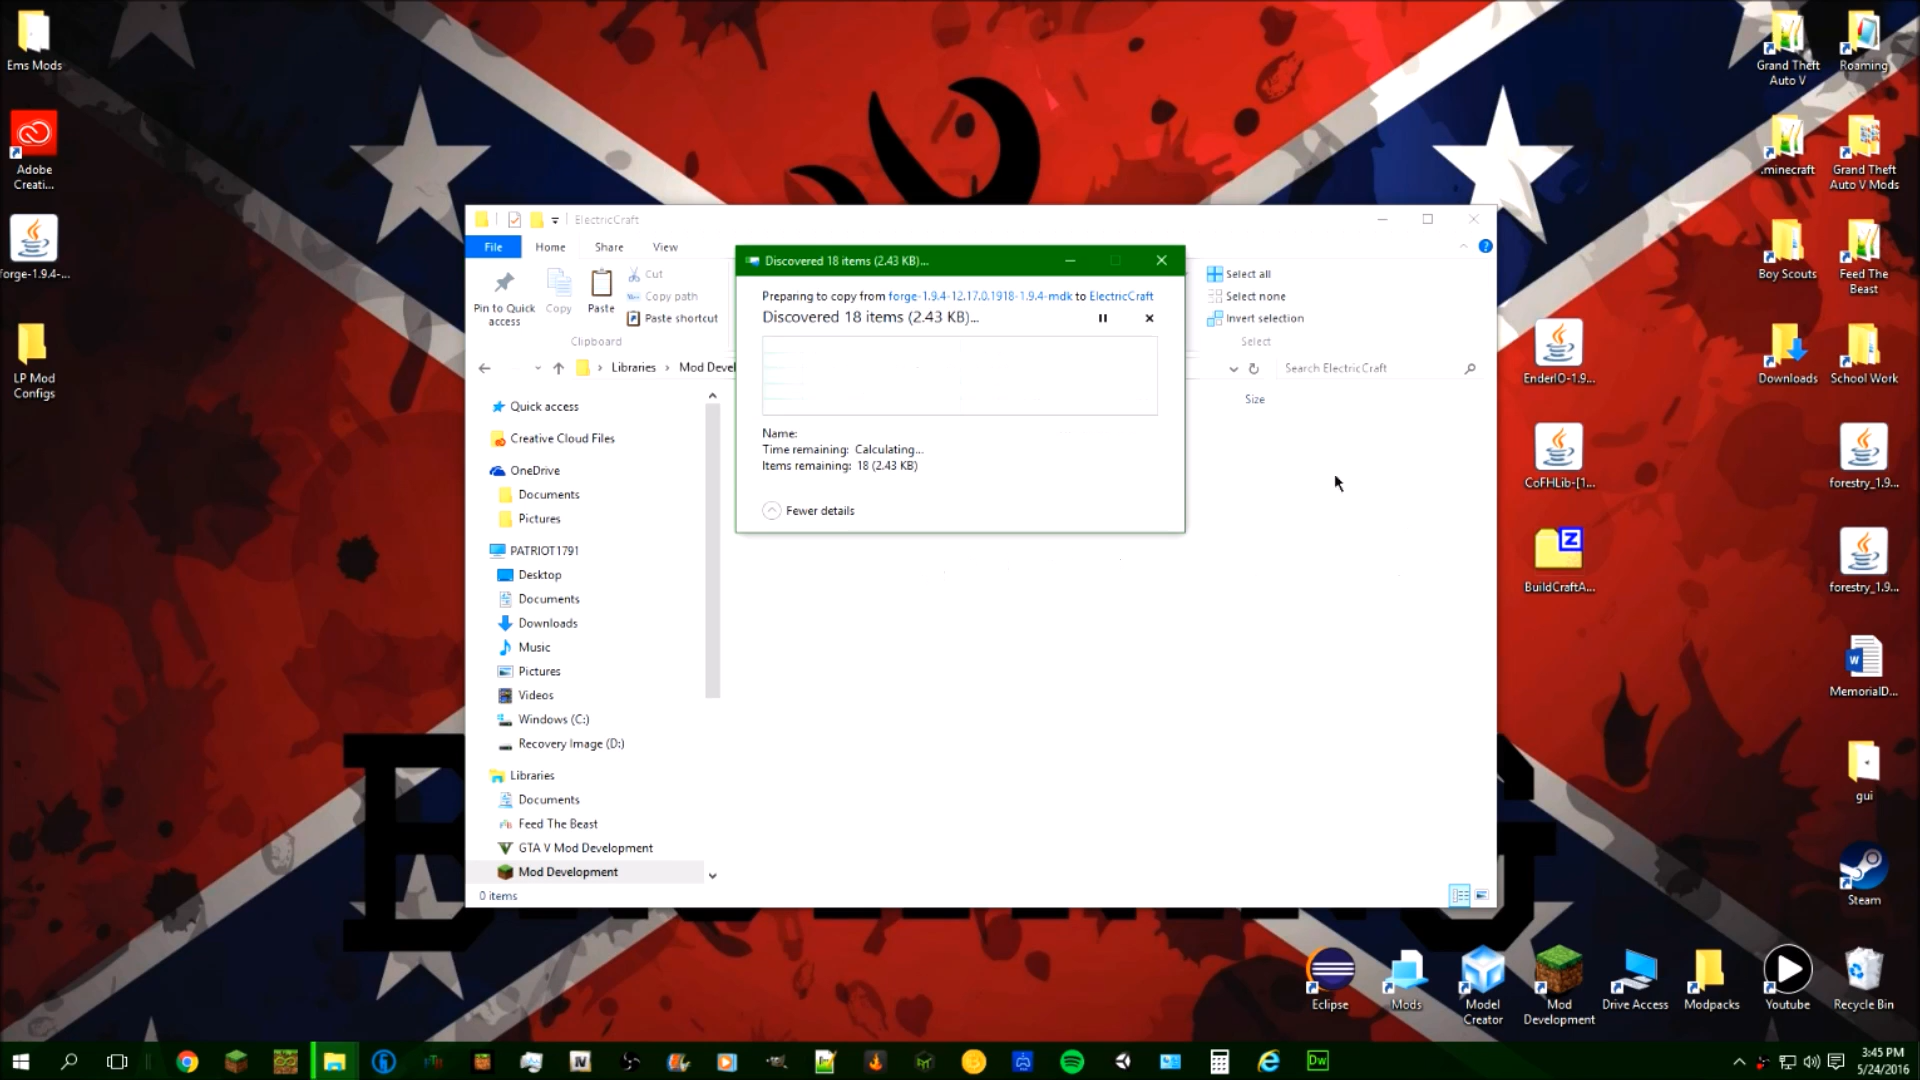 Ems Mods
Adobe
Creati...
forge-1.9.4-...
LP Mod
Configs
ElectricCraft
File
Home
Share
View
Pin to Quick
access
Copy
Paste
Cut
Copy path
Paste shortcut
Clipboard
Select all
Select none
Invert selection
Select
Libraries
Mod Devel
Search ElectricCraft
Size
Discovered 18 items (2.43 KB)...
Preparing to copy from forge-1.9.4-12.17.0.1918-1.9.4-mdk to ElectricCraft
Discovered 18 items (2.43 KB)...
Name:
Time remaining: Calculating...
Items remaining: 18 (2.43 KB)
Fewer details
Quick access
Creative Cloud Files
OneDrive
Documents
Pictures
PATRIOT1791
Desktop
Documents
Downloads
Music
Pictures
Videos
Windows (C:)
Recovery Image (D:)
Libraries
Documents
Feed The Beast
GTA V Mod Development
Mod Development
0 items
Grand Theft
Auto V
Roaming
.minecraft
Grand Theft
Auto V Mods
Boy Scouts
Feed The
Beast
EnderIO-1.9...
Downloads
School Work
CoFHLib-[1...
forestry_1.9...
BuildCraftA...
forestry_1.9...
MemorialD...
gui
Steam
Eclipse
Mods
Model
Creator
Mod
Development
Drive Access
Modpacks
Youtube
Recycle Bin
Dw
3:45 PM
5/24/2016